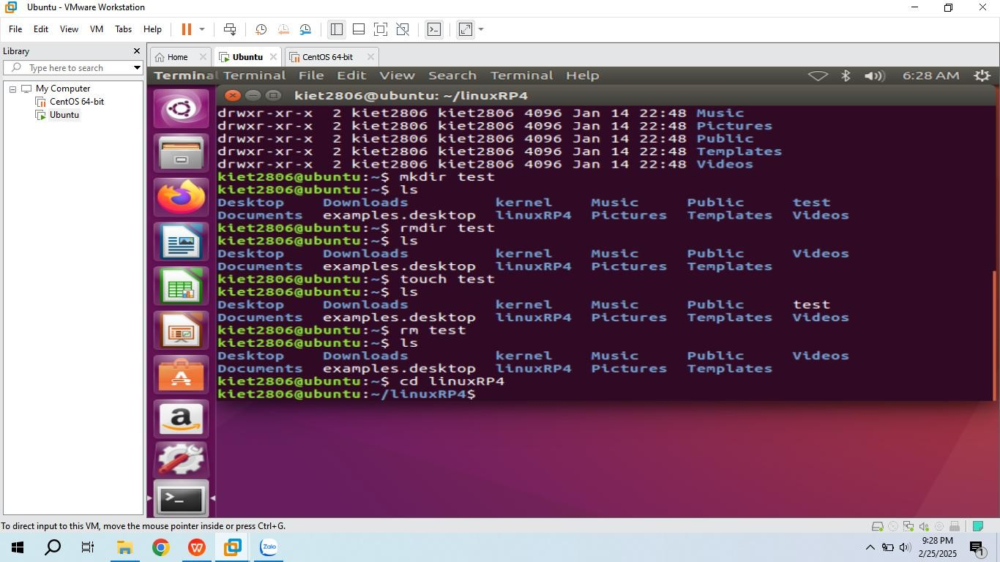 Ubuntu - VMware Workstation
File Edit View VM Tabs Help
Library
Type here to search
My Computer
CentOS 64-bit
Ubuntu
Home Ubuntu CentOS 64-bit
Terminal Terminal File Edit View Search Terminal Help 6:28 AM
kiet2806@ubuntu: ~/linuxRP4
drwxr-xr-x 2 kiet2806 kiet2806 4096 Jan 14 22:48 Music
drwxr-xr-x 2 kiet2806 kiet2806 4096 Jan 14 22:48 Pictures
drwxr-xr-x 2 kiet2806 kiet2806 4096 Jan 14 22:48 Public
drwxr-xr-x 2 kiet2806 kiet2806 4096 Jan 14 22:48 Templates
drwxr-xr-x 2 kiet2806 kiet2806 4096 Jan 14 22:48 Videos
kiet2806@ubuntu:~$ mkdir test
kiet2806@ubuntu:~$ ls
Desktop Downloads kernel Music Public test
Documents examples.desktop linuxRP4 Pictures Templates Videos
kiet2806@ubuntu:~$ rmdir test
kiet2806@ubuntu:~$ ls
Desktop Downloads kernel Music Public Videos
Documents examples.desktop linuxRP4 Pictures Templates
kiet2806@ubuntu:~$ touch test
kiet2806@ubuntu:~$ ls
Desktop Downloads kernel Music Public test
Documents examples.desktop linuxRP4 Pictures Templates Videos
kiet2806@ubuntu:~$ rm test
kiet2806@ubuntu:~$ ls
Desktop Downloads kernel Music Public Videos
Documents examples.desktop linuxRP4 Pictures Templates
kiet2806@ubuntu:~$ cd linuxRP4
kiet2806@ubuntu:~/linuxRP4$
To direct input to this VM, move the mouse pointer inside or press Ctrl+G.
Zalo
9:28 PM
2/25/2025
1